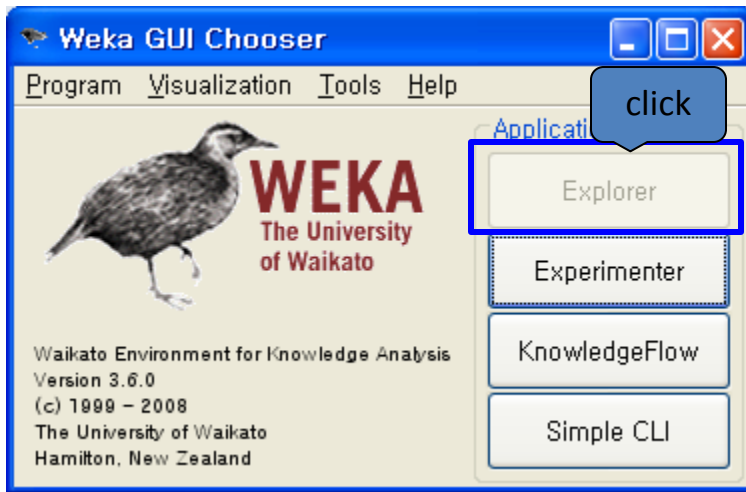 Weka GUI Chooser
Program Visualization Tools Help
click
Applicati
WEKA
The University
of Waikato
Explorer
Experimenter
KnowledgeFlow
Simple CLI
Waikato Environment for Knowledge Analysis
Version 3.6.0
(c) 1999 – 2008
The University of Waikato
Hamilton, New Zealand